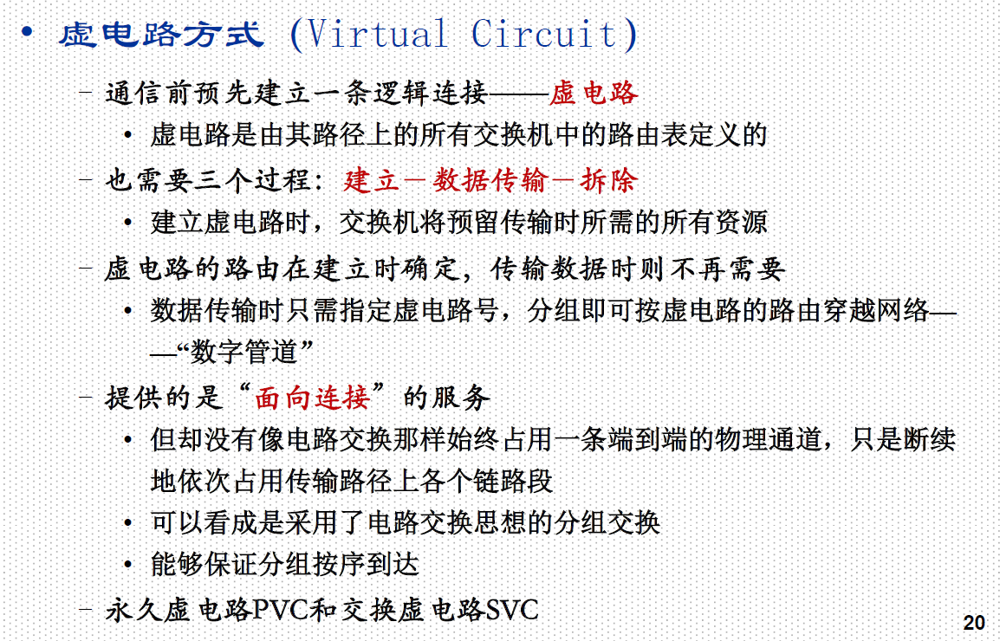 • 虚电路方式（Virtual Circuit）
– 通信前预先建立一条逻辑连接——虚电路
• 虚电路是由其路径上的所有交换机中的路由表定义的
– 也需要三个过程：建立－数据传输－拆除
• 建立虚电路时，交换机将预留传输时所需的所有资源
– 虚电路的路由在建立时确定，传输数据时则不再需要
• 数据传输时只需指定虚电路号，分组即可按虚电路的路由穿越网络—
—“数字管道”
– 提供的是“面向连接”的服务
• 但却没有像电路交换那样始终占用一条端到端的物理通道，只是断续
地依次占用传输路径上各个链路段
• 可以看成是采用了电路交换思想的分组交换
• 能够保证分组按序到达
– 永久虚电路PVC和交换虚电路SVC
20